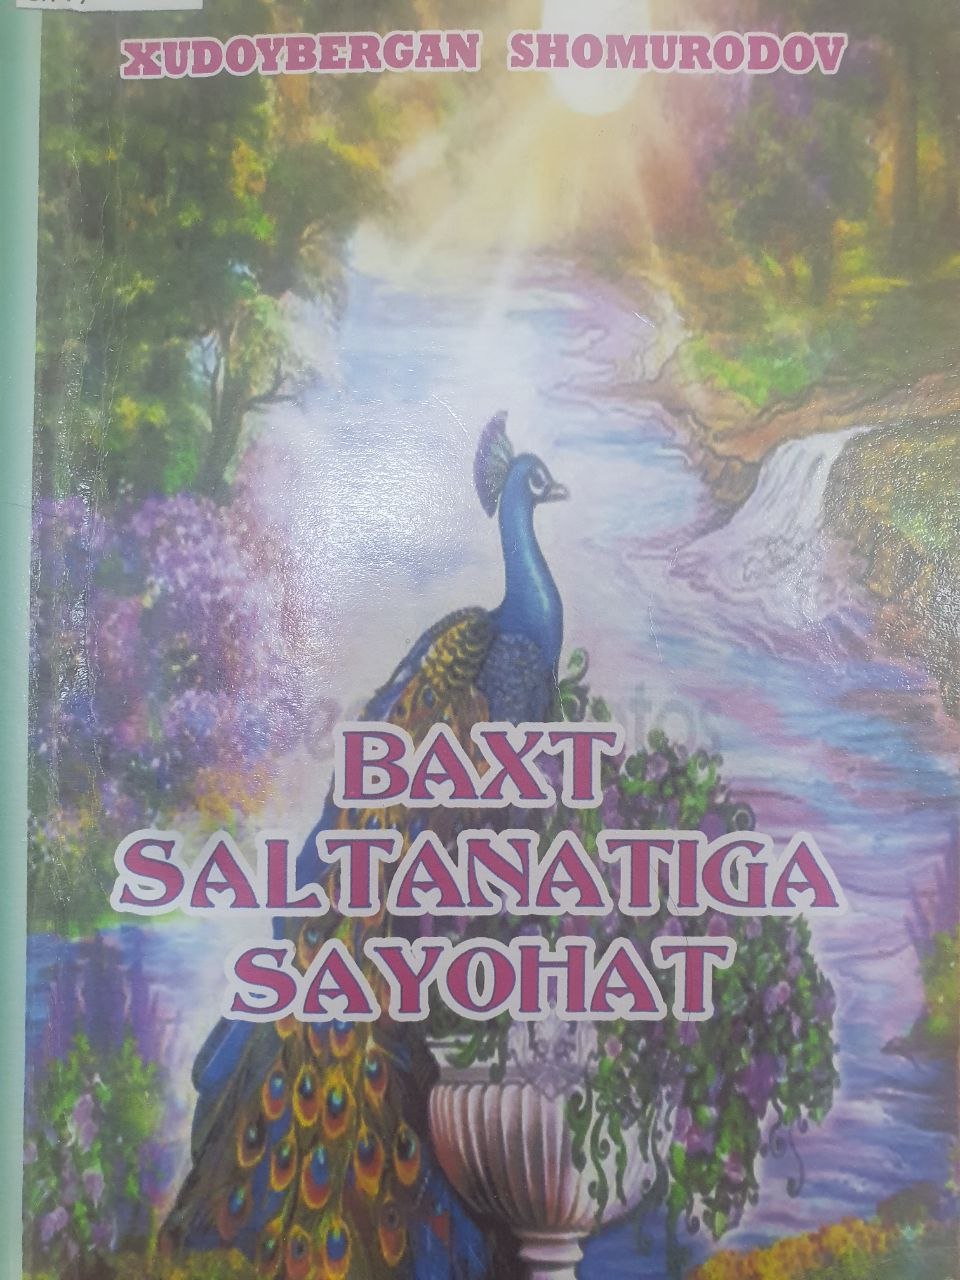 XUDOYBERGAN SHOMURODOV
BAXT
SALTANATIGA
SAYOHAT